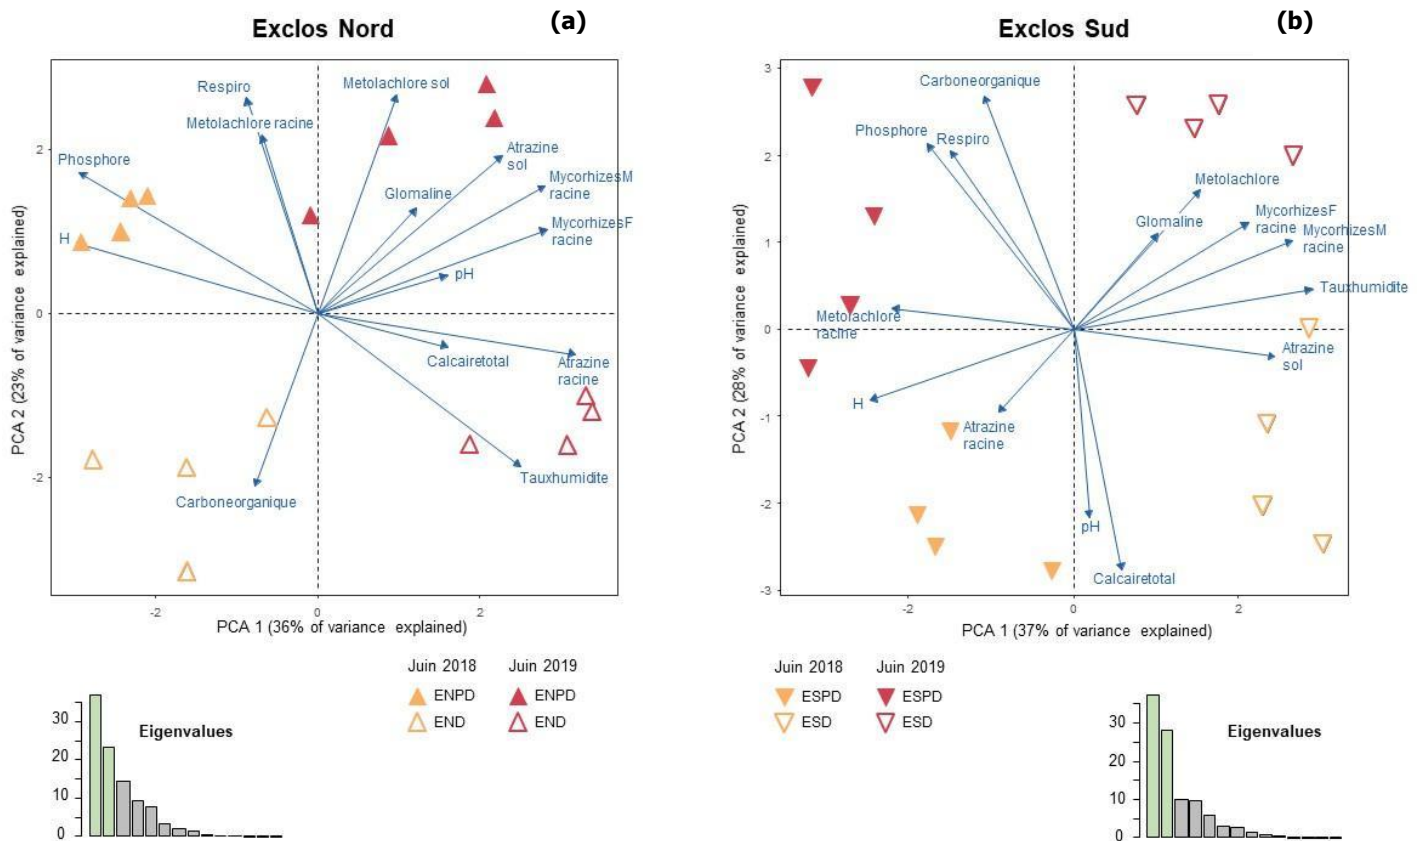 Exclos Nord
(a)
Respiro
Metolachlore sol
Metolachlore racine
Phosphore
Atrazine
sol
MycorhizesM
racine
Glomaline
MycorhizesF
racine
H
pH
Calcairetotal
Atrazine
racine
Tauxhumidite
Carboneorganique
2
0
-2
PCA 2 (23% of variance explained)
-2
0
2
PCA 1 (36% of variance explained)
Juin 2018
Juin 2019
ENPD
ENPD
END
END
Eigenvalues
30
20
10
0
Exclos Sud
(b)
Carboneorganique
Phosphore
Respiro
Metolachlore
Glomaline
MycorhizesF
racine
MycorhizesM
racine
Tauxhumidite
Metolachlore
racine
Atrazine
sol
H
Atrazine
racine
pH
Calcairetotal
3
2
1
0
-1
-2
-3
PCA 2 (28% of variance explained)
-2
0
2
PCA 1 (37% of variance explained)
Juin 2018
Juin 2019
ESPD
ESPD
ESD
ESD
Eigenvalues
30
20
10
0